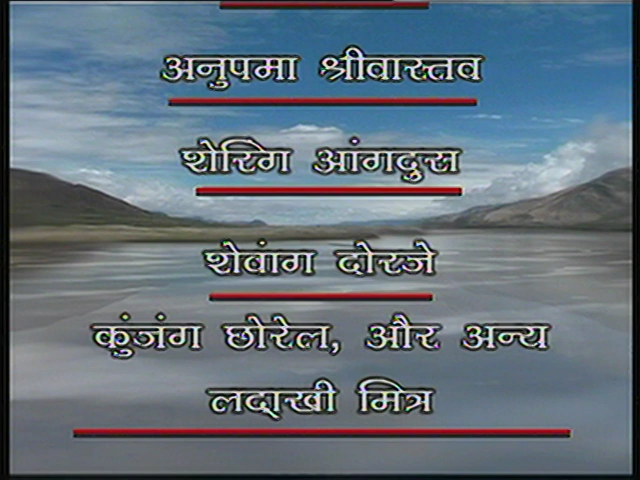 अनुपमा श्रीवास्तव
शेरिंग आंगदुस
शेवांग दोरजे
कुंजंग छोरेल, और अन्य
लदा्खी मित्र